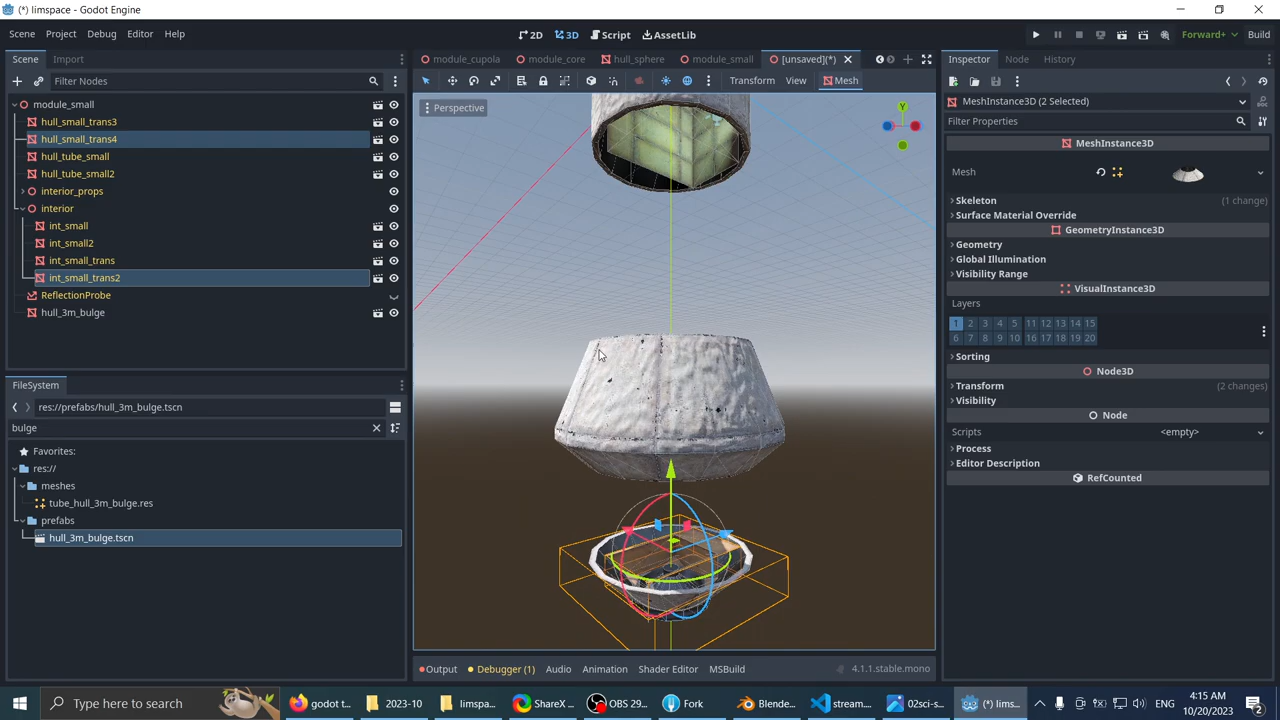 (*) limspace - Godot Engine
Scene Project Debug Editor Help
2D 3D Script AssetLib
Forward+ Build
Scene Import
Filter Nodes
module_small
hull_small_trans3
hull_small_trans4
hull_tube_small
hull_tube_small2
interior_props
interior
int_small
int_small2
int_small_trans
int_small_trans2
ReflectionProbe
hull_3m_bulge
FileSystem
res://prefabs/hull_3m_bulge.tscn
bulge
Favorites:
res://
meshes
tube_hull_3m_bulge.res
prefabs
hull_3m_bulge.tscn
module_cupola module_core hull_sphere module_small [unsaved](*)
Transform View Mesh
Perspective
Y
Output Debugger (1) Audio Animation Shader Editor MSBuild 4.1.1.stable.mono
Inspector Node History
MeshInstance3D (2 Selected)
Filter Properties
MeshInstance3D
Mesh
Skeleton (1 change)
Surface Material Override
GeometryInstance3D
Geometry
Global Illumination
Visibility Range
VisualInstance3D
Layers
1 2 3 4 5 11 12 13 14 15
6 7 8 9 10 16 17 18 19 20
Sorting
Node3D
Transform (2 changes)
Visibility
Node
Scripts <empty>
Process
Editor Description
RefCounted
Type here to search
godot t... 2023-10 limspa... ShareX ... OBS 29... Fork Blende... stream.... 02sci-s... (*) lims...
4:15 AM
10/20/2023
2